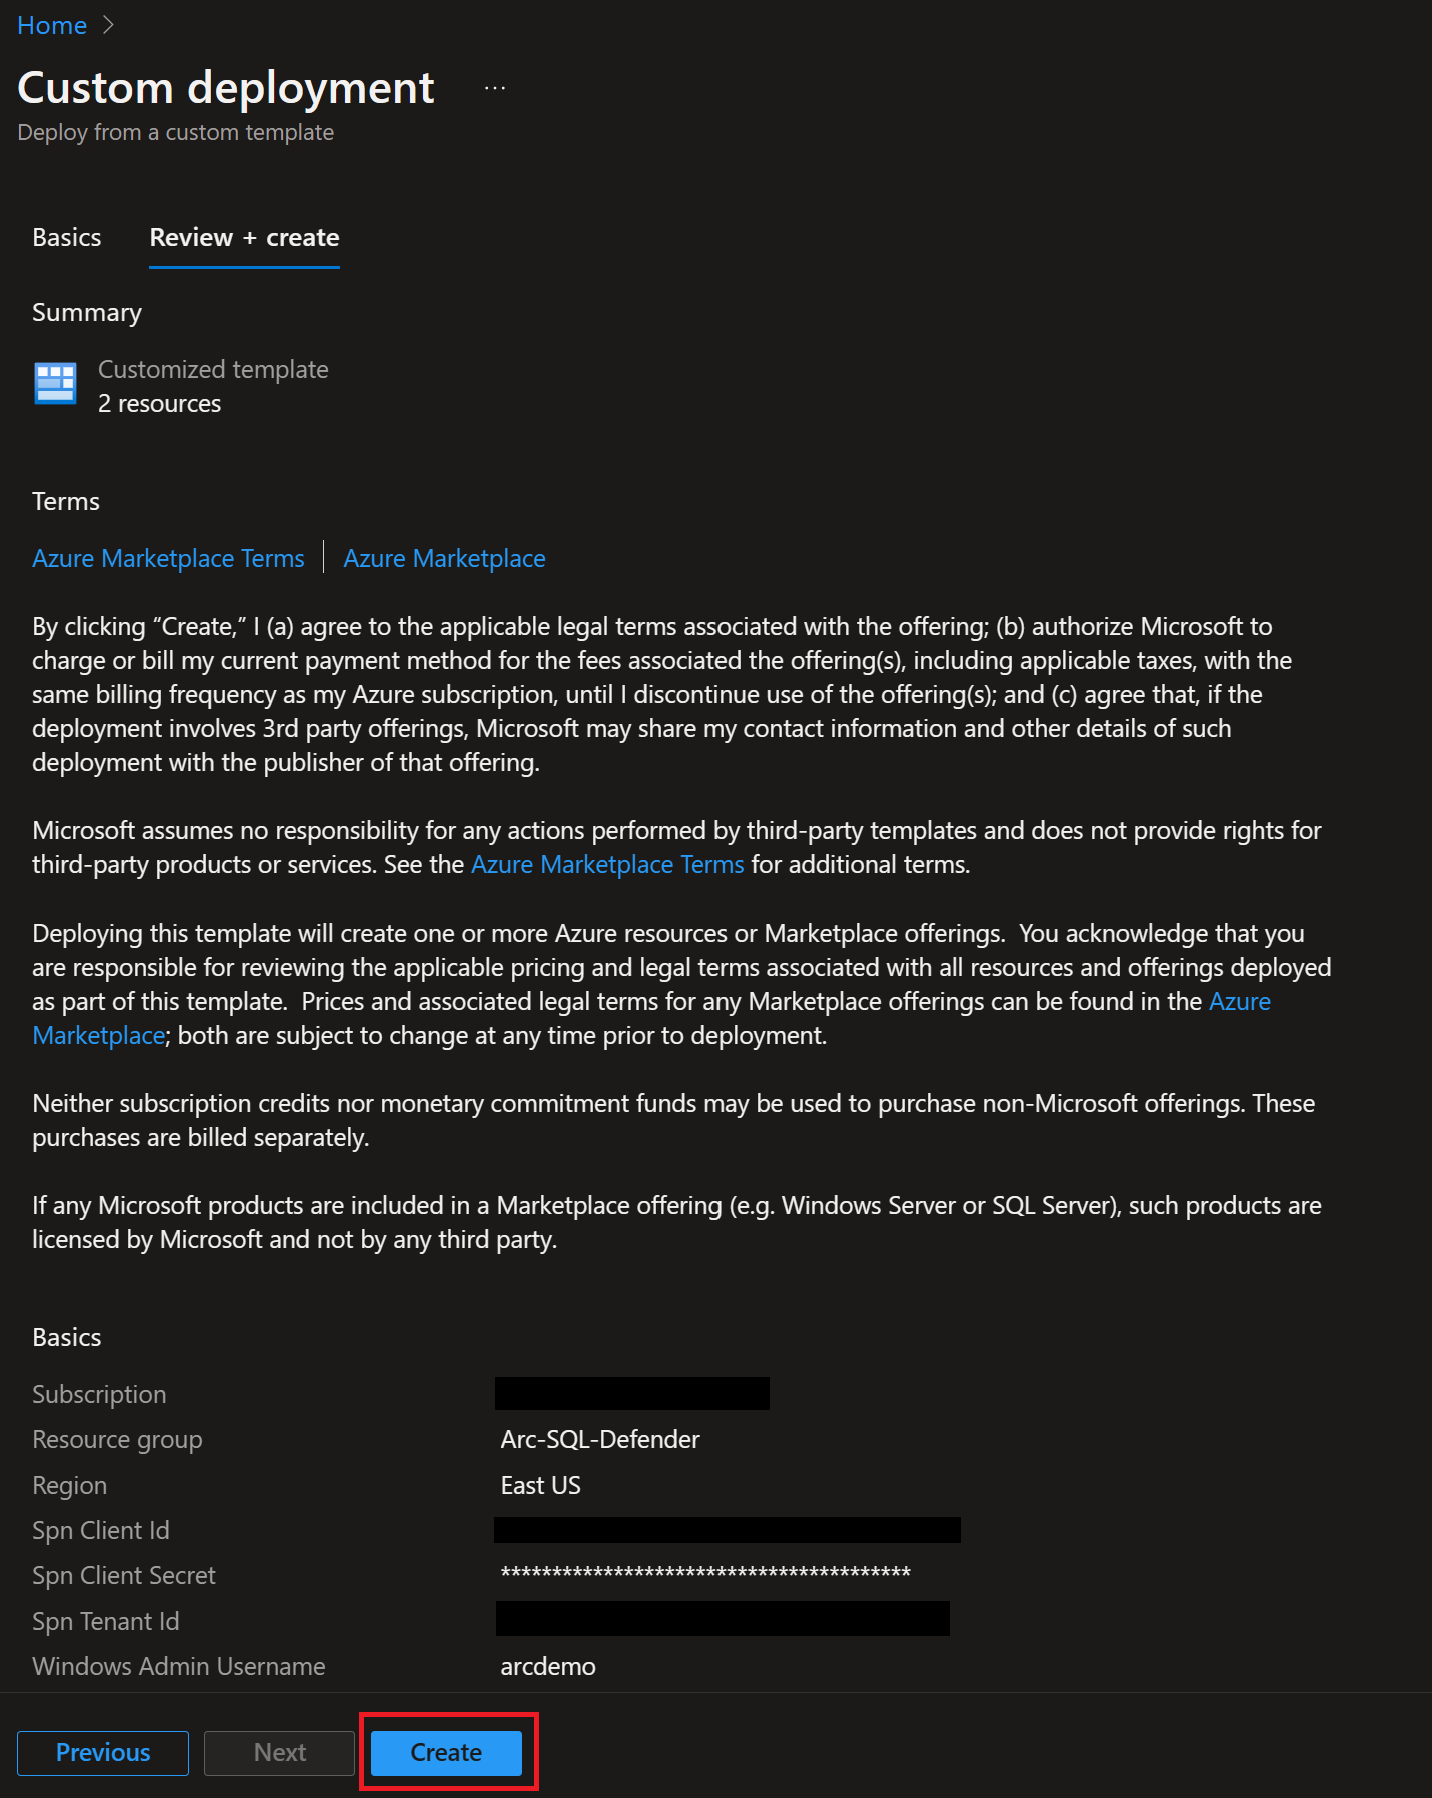 Home
Custom deployment ...
Deploy from a custom template
Basics Review + create
Summary
Customized template
2 resources
Terms
Azure Marketplace Terms Azure Marketplace
By clicking “Create,” I (a) agree to the applicable legal terms associated with the offering; (b) authorize Microsoft to
charge or bill my current payment method for the fees associated the offering(s), including applicable taxes, with the
same billing frequency as my Azure subscription, until I discontinue use of the offering(s); and (c) agree that, if the
deployment involves 3rd party offerings, Microsoft may share my contact information and other details of such
deployment with the publisher of that offering.
Microsoft assumes no responsibility for any actions performed by third-party templates and does not provide rights for
third-party products or services. See the Azure Marketplace Terms for additional terms.
Deploying this template will create one or more Azure resources or Marketplace offerings.  You acknowledge that you
are responsible for reviewing the applicable pricing and legal terms associated with all resources and offerings deployed
as part of this template.  Prices and associated legal terms for any Marketplace offerings can be found in the Azure
Marketplace; both are subject to change at any time prior to deployment.
Neither subscription credits nor monetary commitment funds may be used to purchase non-Microsoft offerings. These
purchases are billed separately.
If any Microsoft products are included in a Marketplace offering (e.g. Windows Server or SQL Server), such products are
licensed by Microsoft and not by any third party.
Basics
Subscription
Resource group Arc-SQL-Defender
Region East US
Spn Client Id
Spn Client Secret ****************************************
Spn Tenant Id
Windows Admin Username arcdemo
Previous Next Create